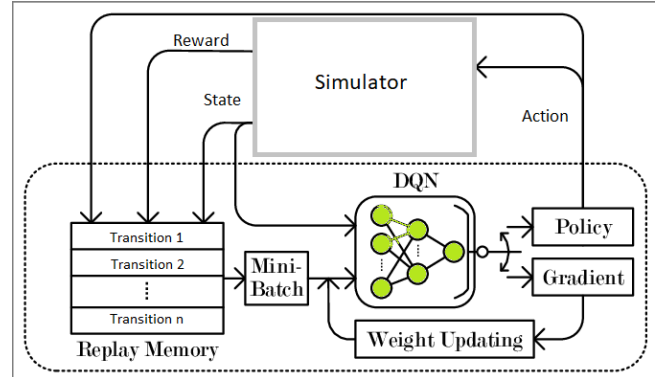 Reward
Simulator
State
Action
DQN
Transition 1
Transition 2
Transition n
Mini-
Batch
Policy
Gradient
Weight Updating
Replay Memory